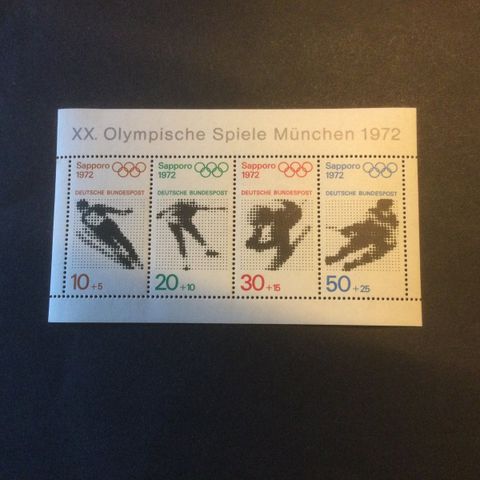 XX. Olympische Spiele München 1972
Sapporo
1972
DEUTSCHE BUNDESPOST
10+5
Sapporo
1972
DEUTSCHE BUNDESPOST
20+10
Sapporo
1972
DEUTSCHE BUNDESPOST
30+15
Sapporo
1972
DEUTSCHE BUNDESPOST
50+25